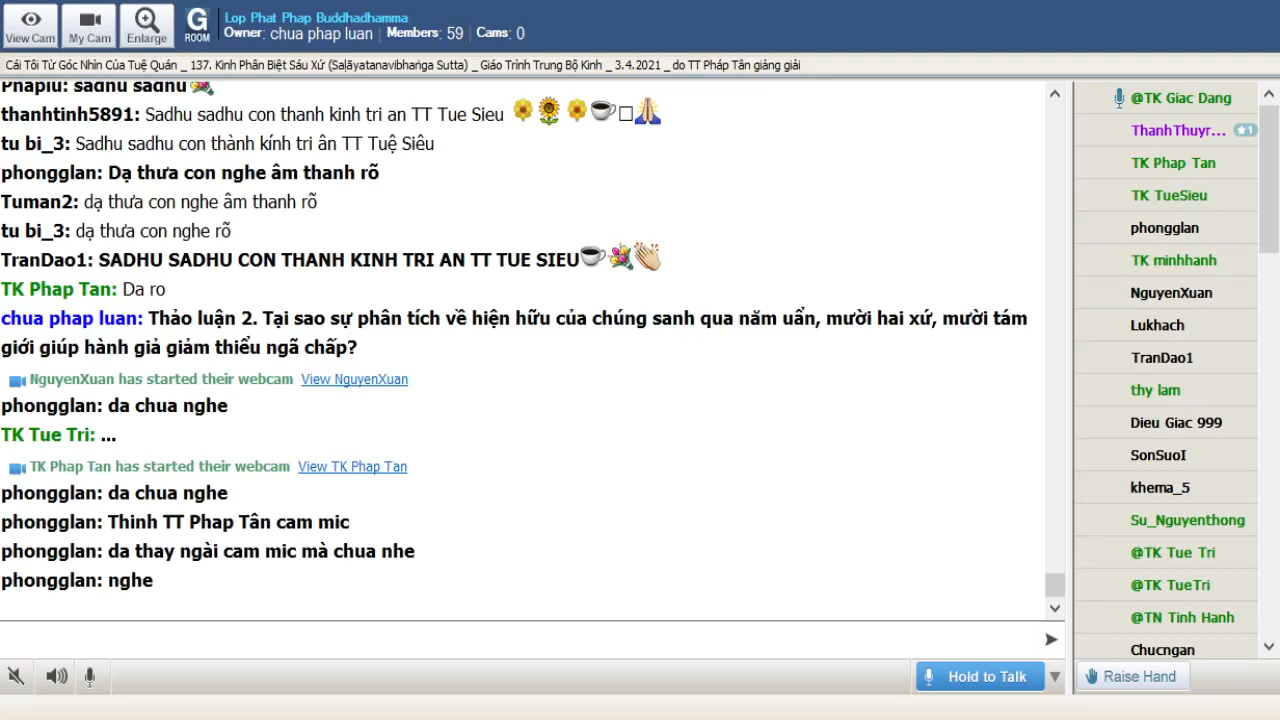 View Cam
My Cam
Enlarge
G
ROOM
Lop Phat Phap Buddhadhamma
Owner: chua phap luan Members: 59 Cams: 0
Cái Tôi Từ Góc Nhìn Của Tuệ Quán _ 137. Kinh Phân Biệt Sáu Xứ (Saḷāyatanavibhaṅga Sutta) _ Giáo Trình Trung Bộ Kinh _ 3.4.2021 _ do TT Pháp Tân giảng giải
Phapiu: sadhu sadhu
thanhtinh5891: Sadhu sadhu con thanh kinh tri an TT Tue Sieu
tu bi_3: Sadhu sadhu con thành kính tri ân TT Tuệ Siêu
phongglan: Dạ thưa con nghe âm thanh rõ
Tuman2: dạ thưa con nghe âm thanh rõ
tu bi_3: dạ thưa con nghe rõ
TranDao1: SADHU SADHU CON THANH KINH TRI AN TT TUE SIEU
TK Phap Tan: Da ro
chua phap luan: Thảo luận 2. Tại sao sự phân tích về hiện hữu của chúng sanh qua năm uẩn, mười hai xứ, mười tám
giới giúp hành giả giảm thiểu ngã chấp?
NguyenXuan has started their webcam View NguyenXuan
phongglan: da chua nghe
TK Tue Tri: ...
TK Phap Tan has started their webcam View TK Phap Tan
phongglan: da chua nghe
phongglan: Thinh TT Phap Tân cam mic
phongglan: da thay ngài cam mic mà chua nhe
phongglan: nghe
@TK Giac Dang
ThanhThuyr... 1
TK Phap Tan
TK TueSieu
phongglan
TK minhhanh
NguyenXuan
Lukhach
TranDao1
thy lam
Dieu Giac 999
SonSuoI
khema_5
Su_Nguyenthong
@TK Tue Tri
@TK TueTri
@TN Tinh Hanh
Chucngan
Hold to Talk
Raise Hand